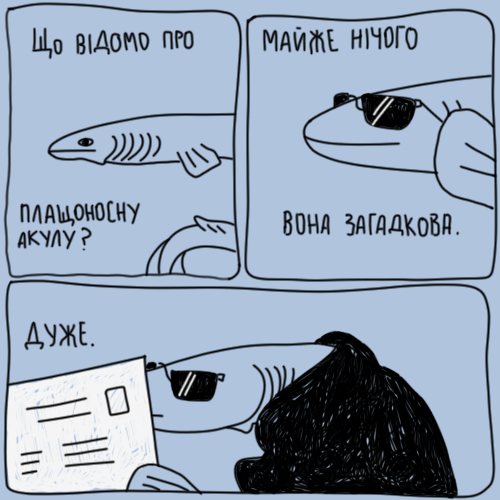 Що ВІДОМО ПРО
ПЛАЩОНОСНУ
АКУЛУ?
МАЙЖЕ НІЧОГО
ВОНА ЗАГАДКОВА.
ДУЖЕ.